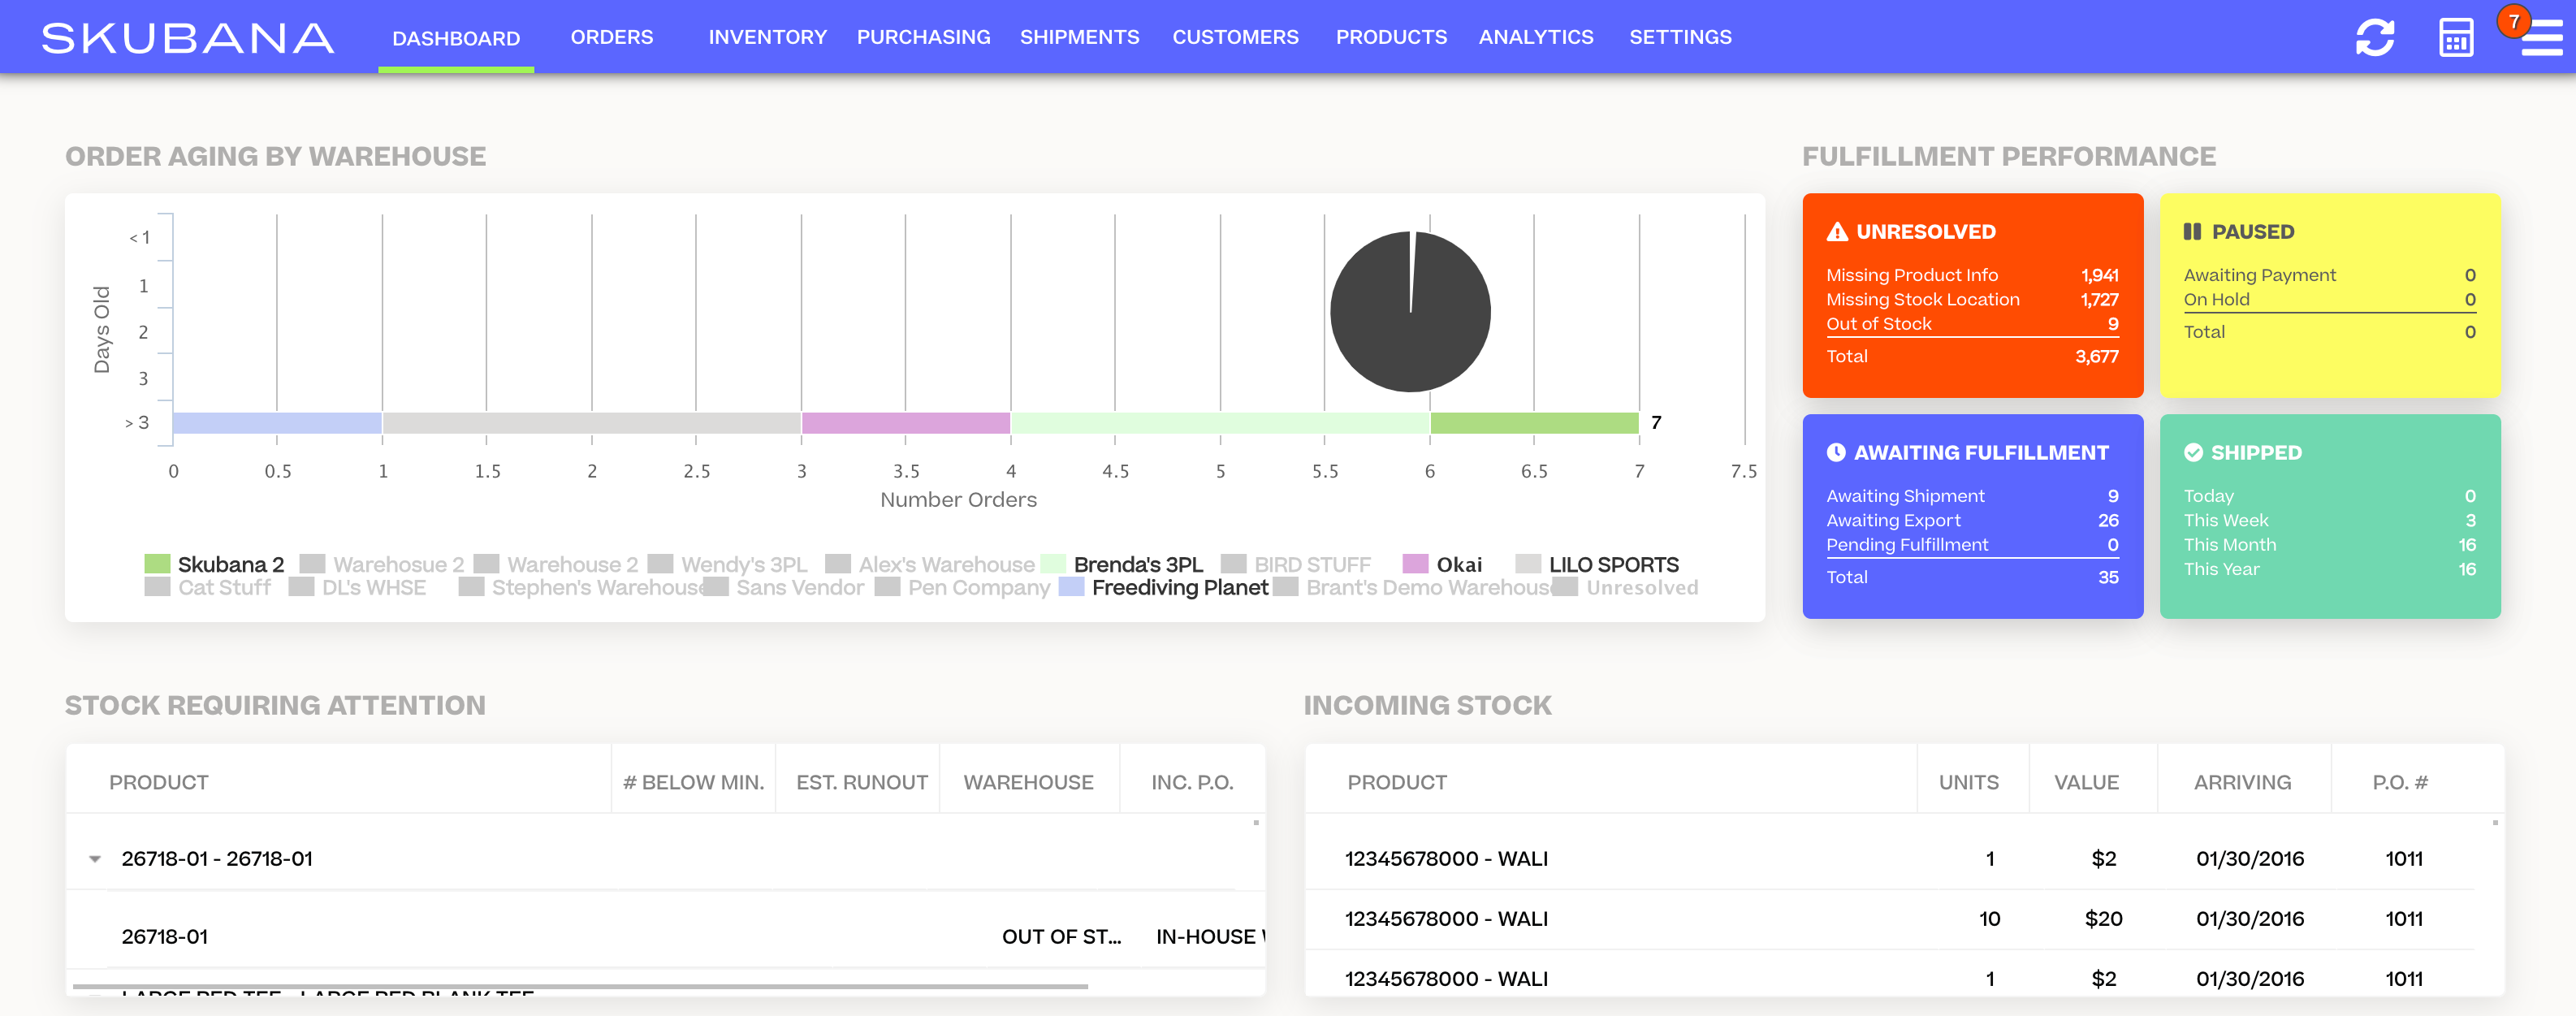 SKUBANA DASHBOARD ORDERS INVENTORY PURCHASING SHIPMENTS CUSTOMERS PRODUCTS ANALYTICS SETTINGS 7
ORDER AGING BY WAREHOUSE
< 1
1
2
3
> 3
Days Old
7
0 0.5 1 1.5 2 2.5 3 3.5 4 4.5 5 5.5 6 6.5 7 7.5
Number Orders
Skubana 2 Warehosue 2 Warehouse 2 Wendy's 3PL Alex's Warehouse Brenda's 3PL BIRD STUFF Okai LILO SPORTS
Cat Stuff DL's WHSE Stephen's Warehouse Sans Vendor Pen Company Freediving Planet Brant's Demo Warehouse Unresolved
FULFILLMENT PERFORMANCE
UNRESOLVED
Missing Product Info 1,941
Missing Stock Location 1,727
Out of Stock 9
Total 3,677
PAUSED
Awaiting Payment 0
On Hold 0
Total 0
AWAITING FULFILLMENT
Awaiting Shipment 9
Awaiting Export 26
Pending Fulfillment 0
Total 35
SHIPPED
Today 0
This Week 3
This Month 16
This Year 16
STOCK REQUIRING ATTENTION
PRODUCT # BELOW MIN. EST. RUNOUT WAREHOUSE INC. P.O.
26718-01 - 26718-01
26718-01 OUT OF ST... IN-HOUSE
LARGE RED TEE - LARGE RED BLANK TEE
INCOMING STOCK
PRODUCT UNITS VALUE ARRIVING P.O. #
12345678000 - WALI 1 $2 01/30/2016 1011
12345678000 - WALI 10 $20 01/30/2016 1011
12345678000 - WALI 1 $2 01/30/2016 1011